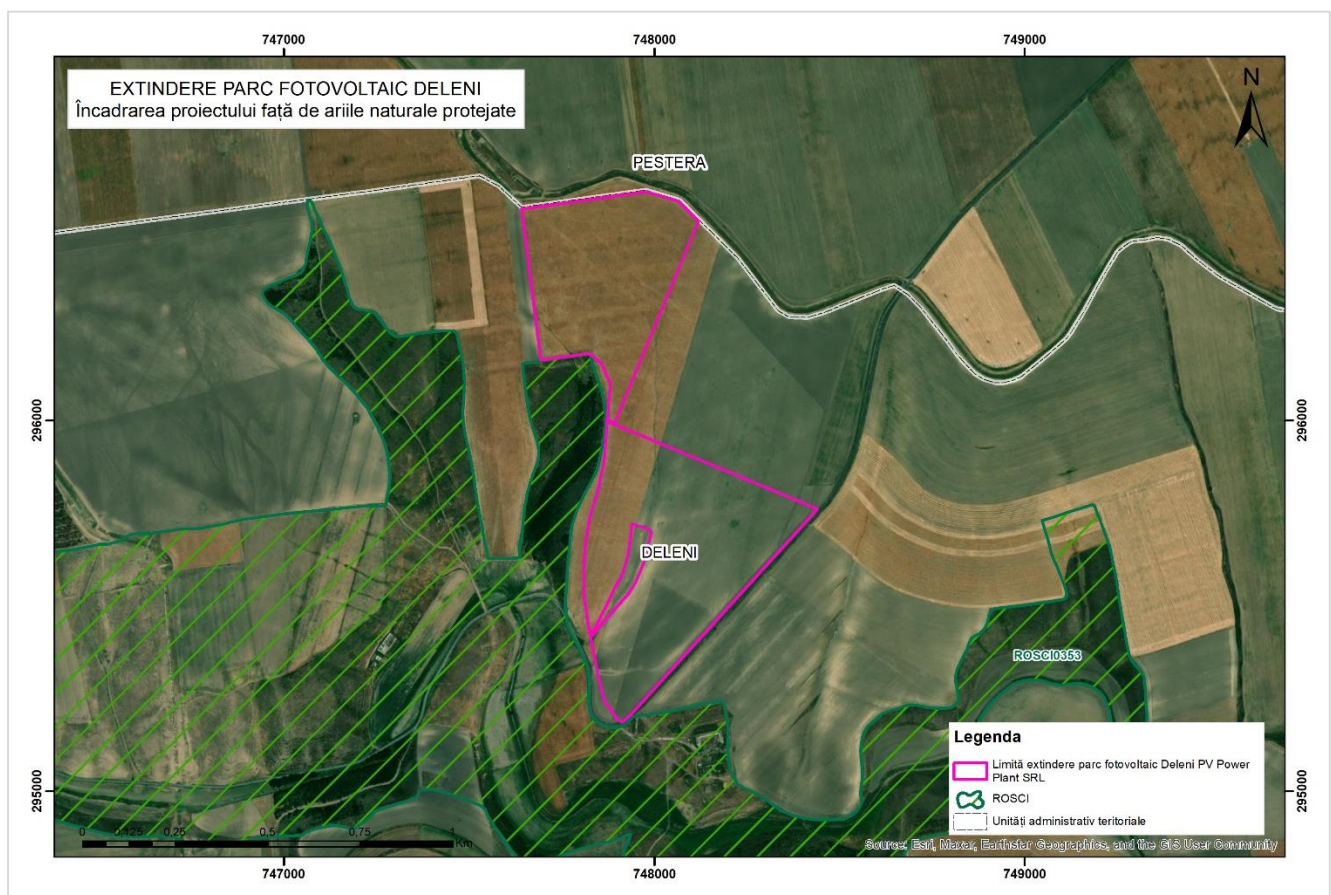 747000 748000 749000
EXTINDERE PARC FOTOVOLTAIC DELENI
Încadrarea proiectului față de ariile naturale protejate
N
PESTERA
296000 296000
DELENI
ROSCI0353
Legenda
Limită extindere parc fotovoltaic Deleni PV Power
Plant SRL
ROSCI
Unități administrativ teritoriale
295000 295000
0 0,125 0,25 0,5 0,75 1
Km
Source: Esri, Maxar, Earthstar Geographics, and the GIS User Community
747000 748000 749000